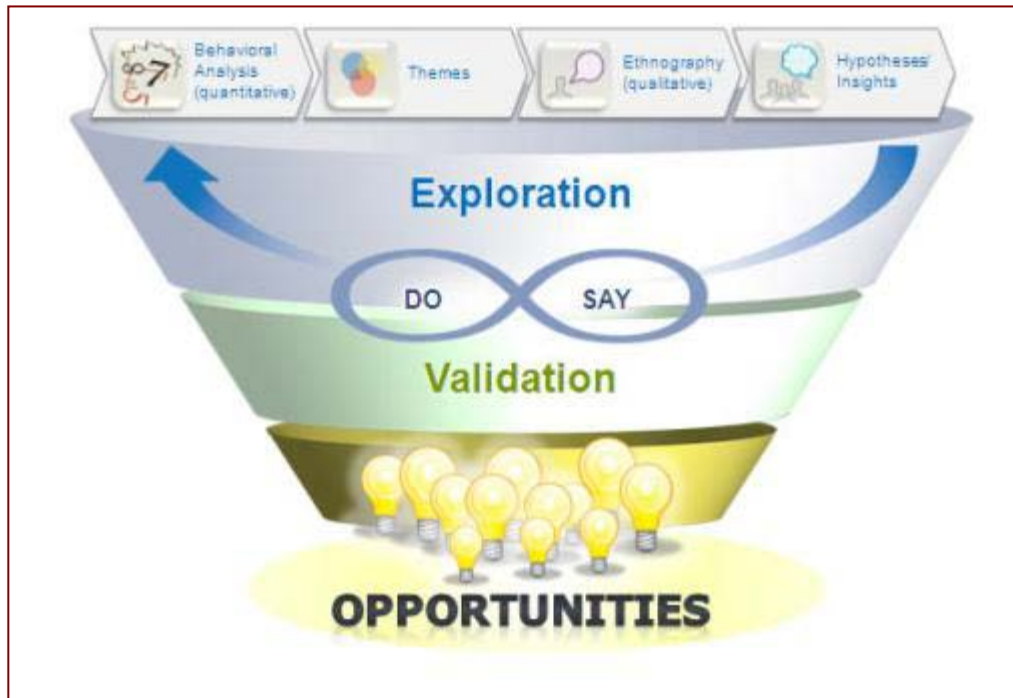 Behavioral
Analysis
(quantitative)
Themes
Ethnography
(qualitative)
Hypotheses/
Insights
Exploration
DO
SAY
Validation
OPPORTUNITIES